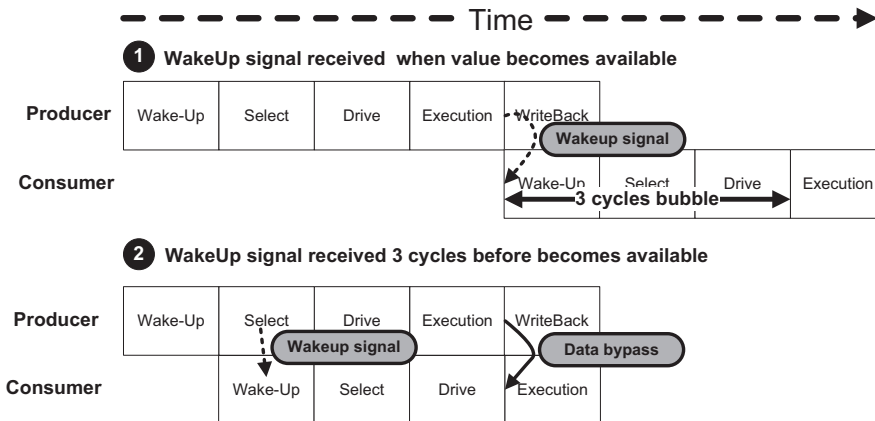 Time
1 WakeUp signal received when value becomes available
Producer Wake-Up Select Drive Execution WriteBack
Wakeup signal
Consumer Wake-Up Select Drive Execution
3 cycles bubble
2 WakeUp signal received 3 cycles before becomes available
Producer Wake-Up Select Drive Execution WriteBack
Wakeup signal Data bypass
Consumer Wake-Up Select Drive Execution